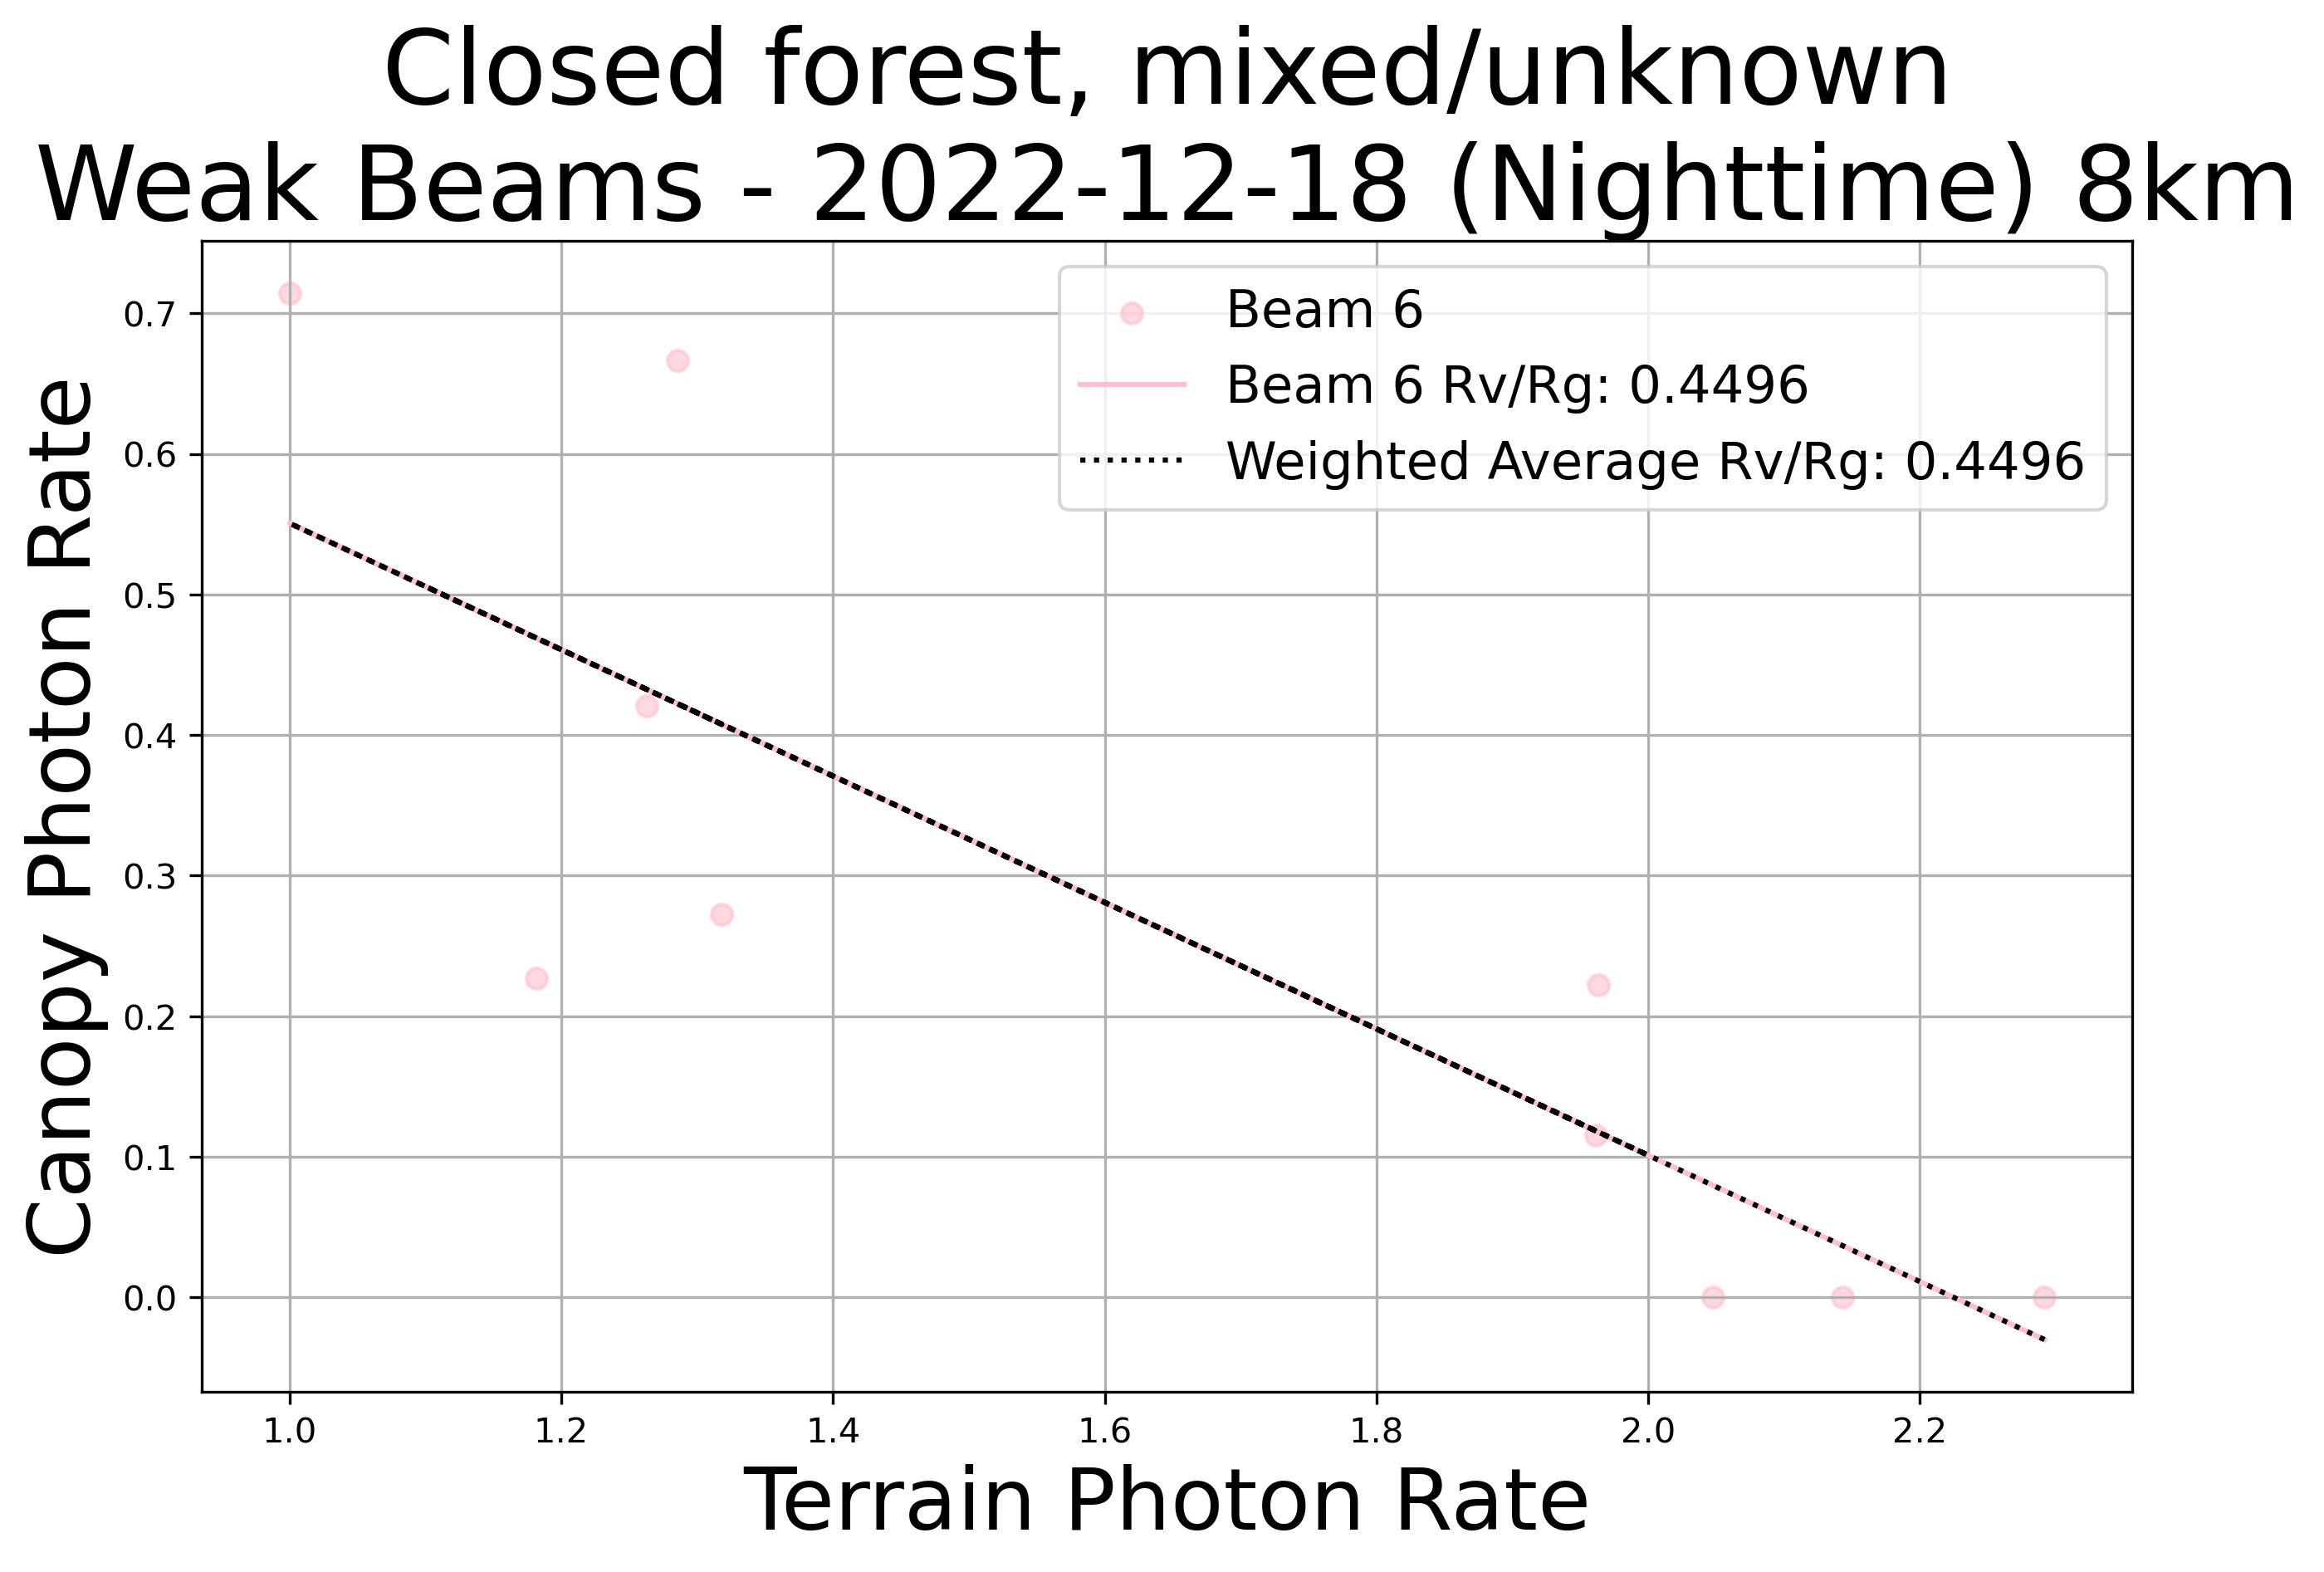 Closed forest, mixed/unknown
Weak Beams - 2022-12-18 (Nighttime) 8km
Beam 6
Beam 6 Rv/Rg: 0.4496
Weighted Average Rv/Rg: 0.4496
Canopy Photon Rate
0.7
0.6
0.5
0.4
0.3
0.2
0.1
0.0
1.0 1.2 1.4 1.6 1.8 2.0 2.2
Terrain Photon Rate